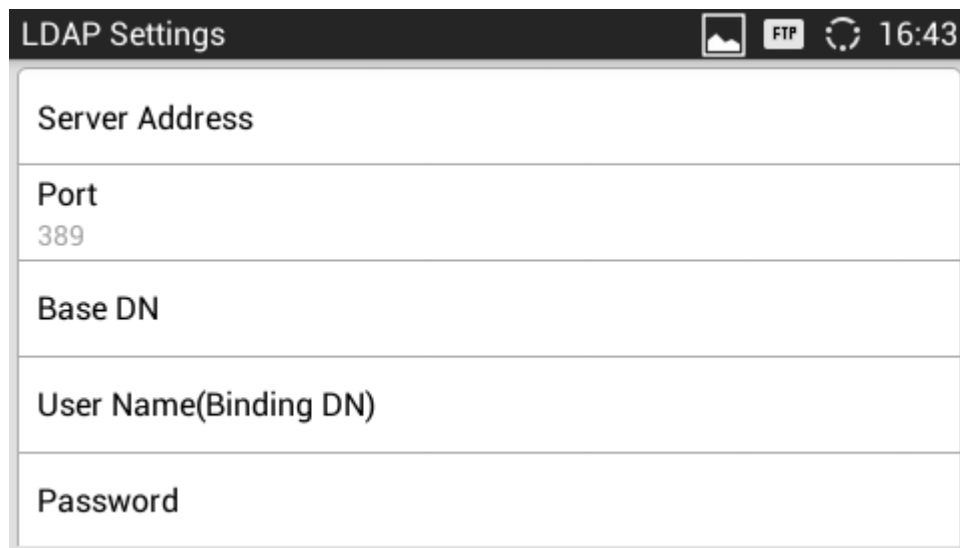 LDAP Settings FTP 16:43
Server Address
Port
389
Base DN
User Name(Binding DN)
Password